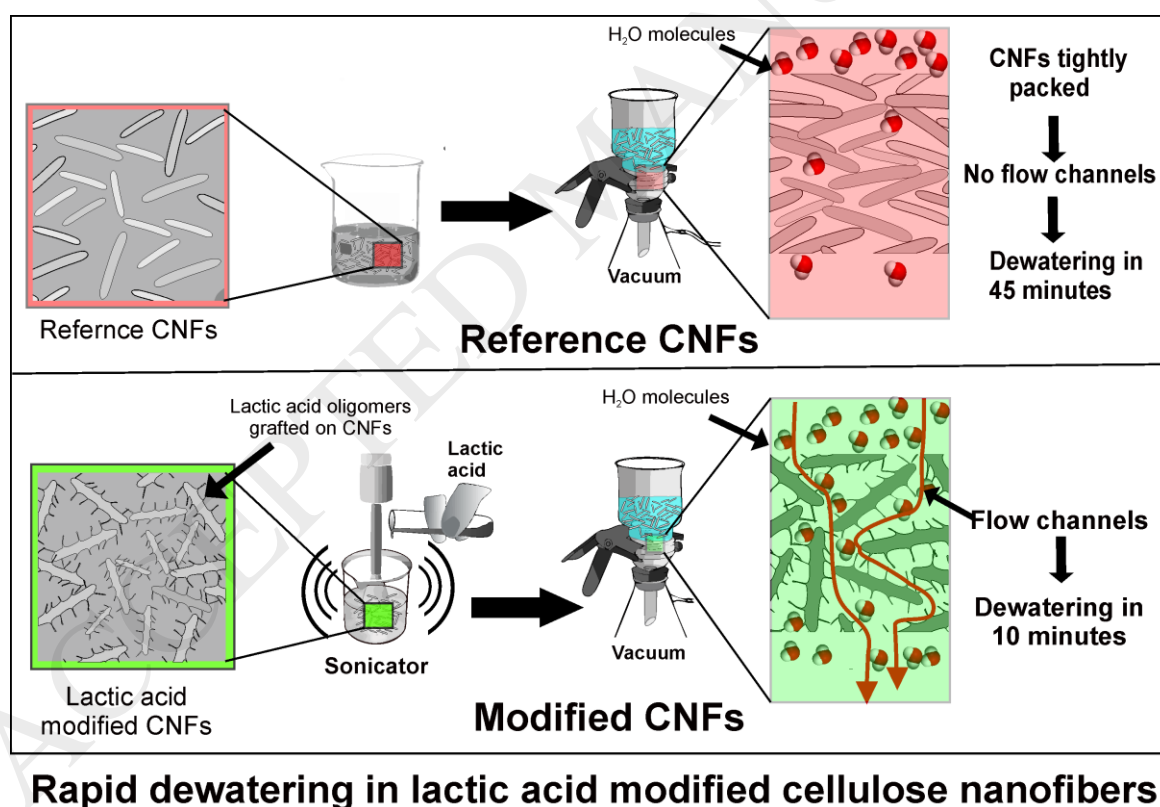 H₂O molecules
CNFs tightly
packed
No flow channels
Dewatering in
45 minutes
Vacuum
Refernce CNFs
Reference CNFs
Lactic acid oligomers
grafted on CNFs
Lactic
acid
H₂O molecules
Flow channels
Dewatering in
10 minutes
Sonicator
Vacuum
Lactic acid
modified CNFs
Modified CNFs
Rapid dewatering in lactic acid modified cellulose nanofibers
ACCEPTED MAN